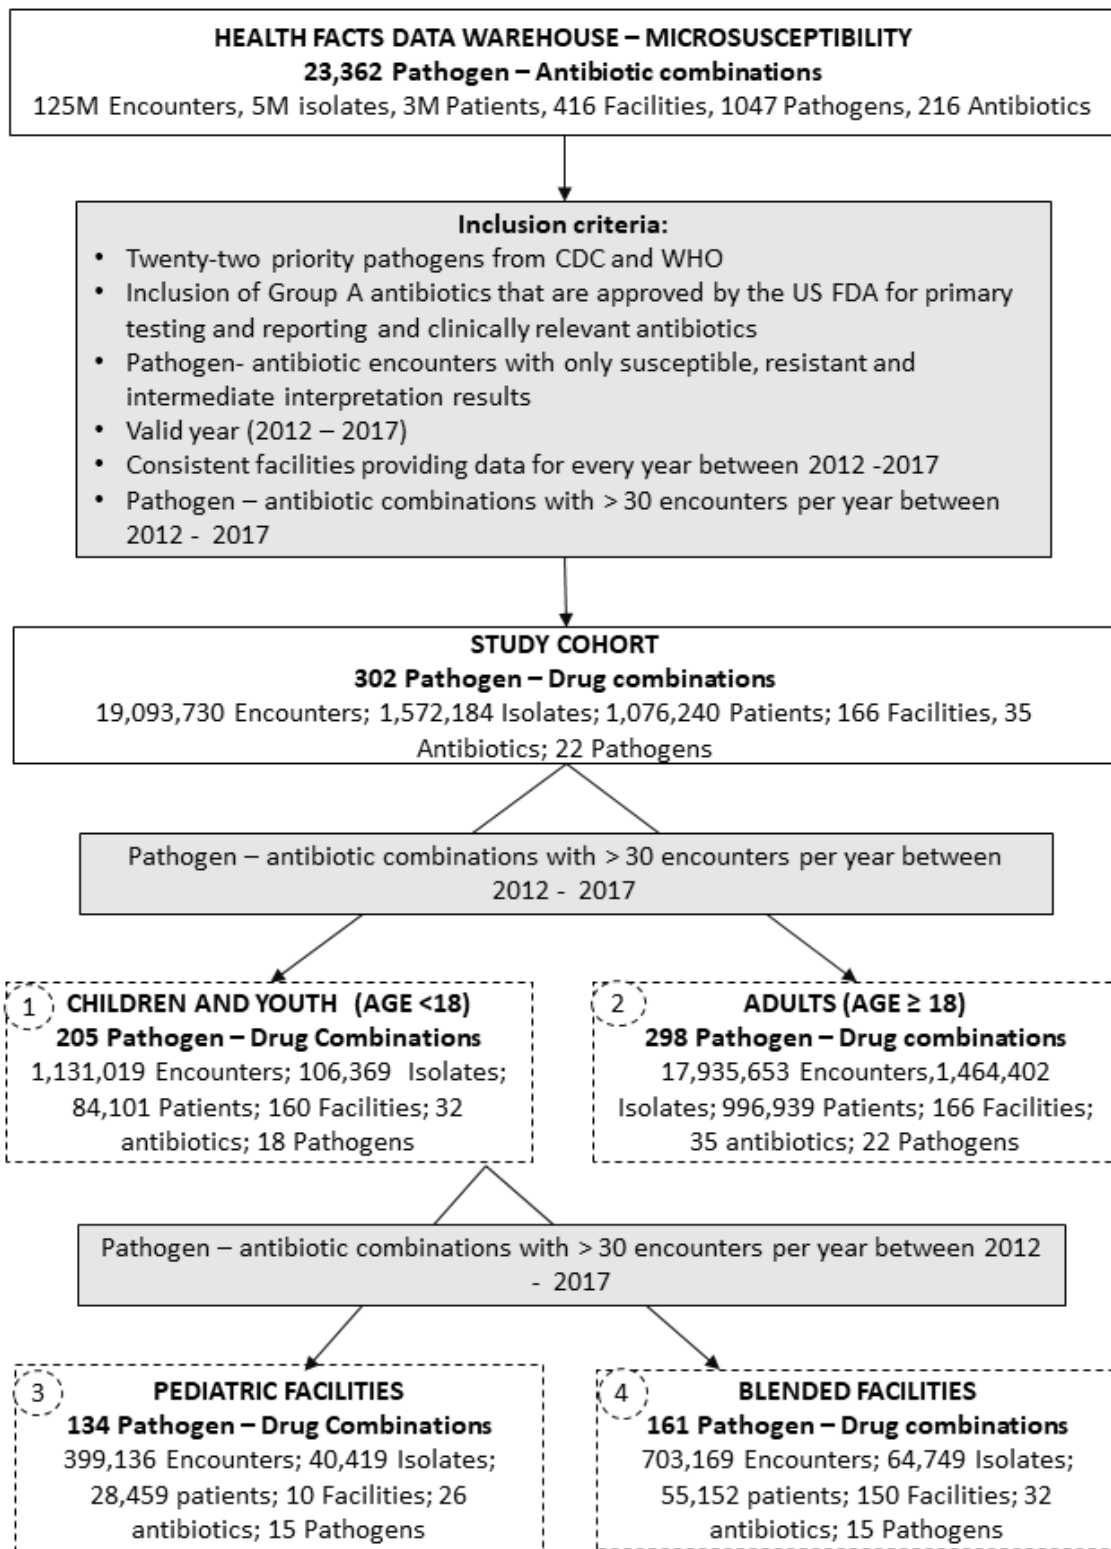 HEALTH FACTS DATA WAREHOUSE – MICROSUSCEPTIBILITY
23,362 Pathogen – Antibiotic combinations
125M Encounters, 5M isolates, 3M Patients, 416 Facilities, 1047 Pathogens, 216 Antibiotics
Inclusion criteria:
• Twenty-two priority pathogens from CDC and WHO
• Inclusion of Group A antibiotics that are approved by the US FDA for primary
testing and reporting and clinically relevant antibiotics
• Pathogen- antibiotic encounters with only susceptible, resistant and
intermediate interpretation results
• Valid year (2012 – 2017)
• Consistent facilities providing data for every year between 2012 -2017
• Pathogen – antibiotic combinations with > 30 encounters per year between
2012 - 2017
STUDY COHORT
302 Pathogen – Drug combinations
19,093,730 Encounters; 1,572,184 Isolates; 1,076,240 Patients; 166 Facilities, 35
Antibiotics; 22 Pathogens
Pathogen – antibiotic combinations with > 30 encounters per year between
2012 - 2017
1
CHILDREN AND YOUTH (AGE <18)
205 Pathogen – Drug Combinations
1,131,019 Encounters; 106,369 Isolates;
84,101 Patients; 160 Facilities; 32
antibiotics; 18 Pathogens
2
ADULTS (AGE ≥ 18)
298 Pathogen – Drug combinations
17,935,653 Encounters,1,464,402
Isolates; 996,939 Patients; 166 Facilities;
35 antibiotics; 22 Pathogens
Pathogen – antibiotic combinations with > 30 encounters per year between 2012
- 2017
3
PEDIATRIC FACILITIES
134 Pathogen – Drug Combinations
399,136 Encounters; 40,419 Isolates;
28,459 patients; 10 Facilities; 26
antibiotics; 15 Pathogens
4
BLENDED FACILITIES
161 Pathogen – Drug combinations
703,169 Encounters; 64,749 Isolates;
55,152 patients; 150 Facilities; 32
antibiotics; 15 Pathogens